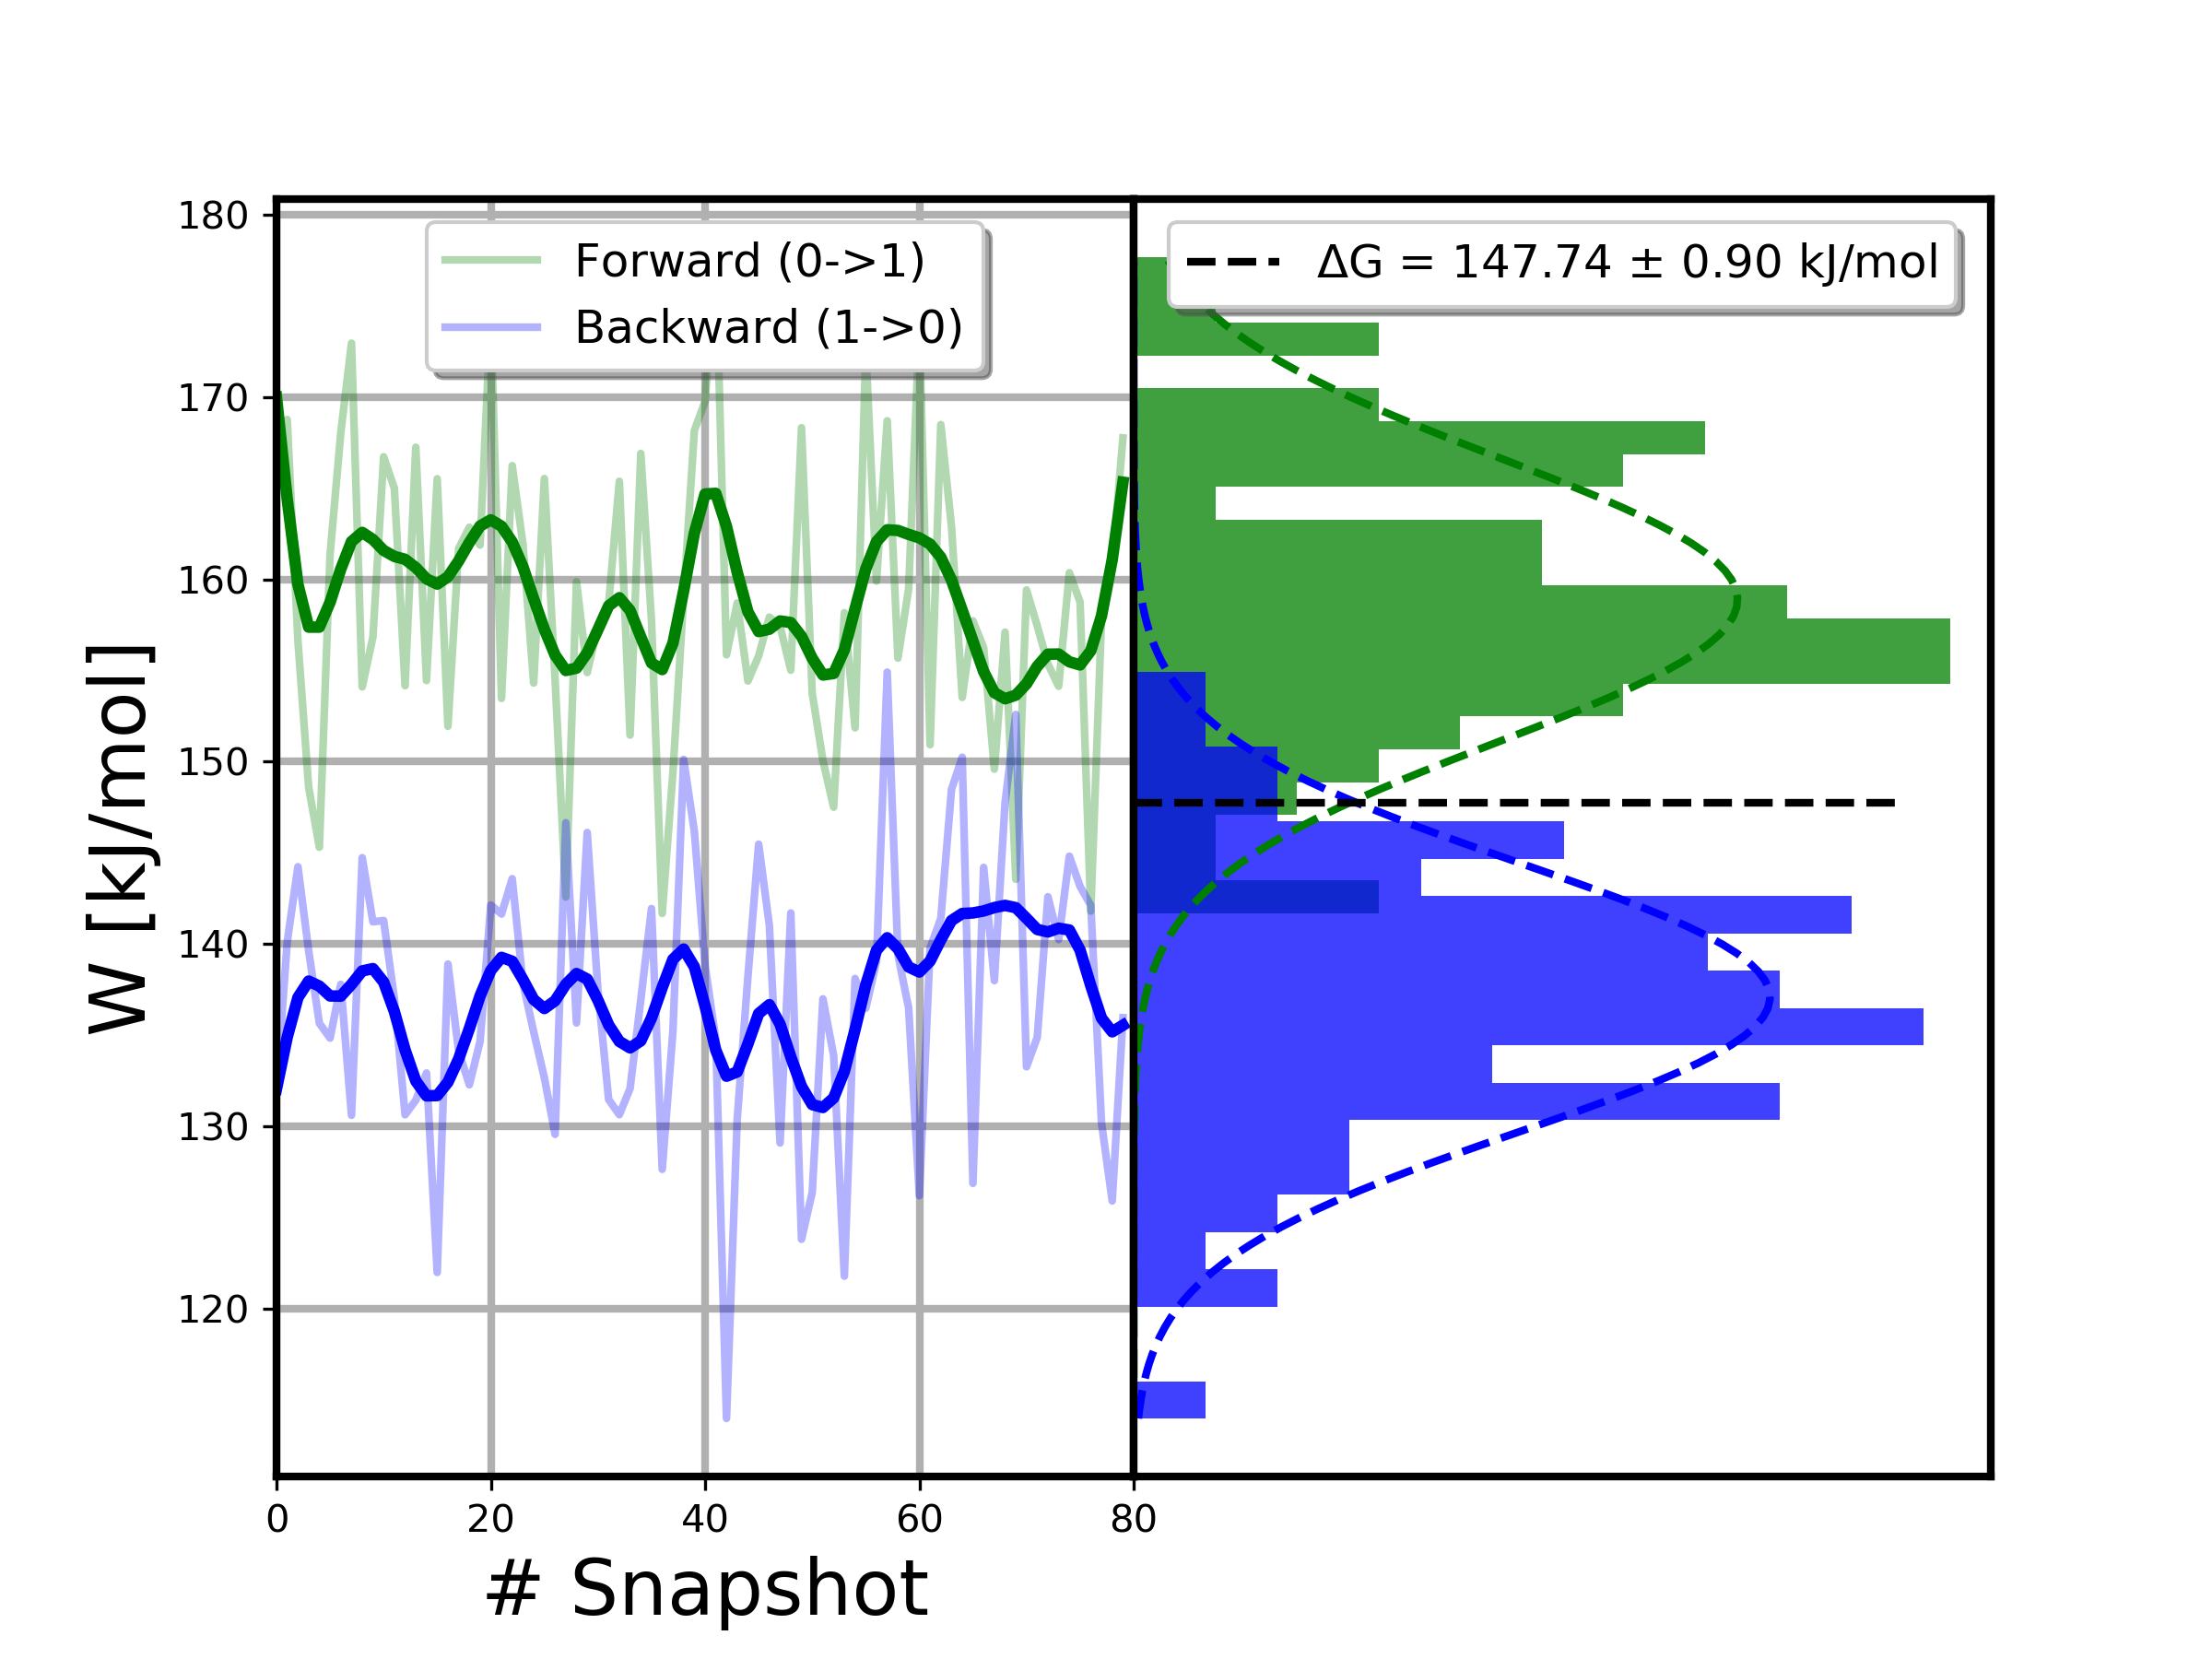 180
170
160
150
140
130
120
W [kJ/mol]
Forward (0->1)
Backward (1->0)
ΔG = 147.74 ± 0.90 kJ/mol
0 20 40 60 80
# Snapshot